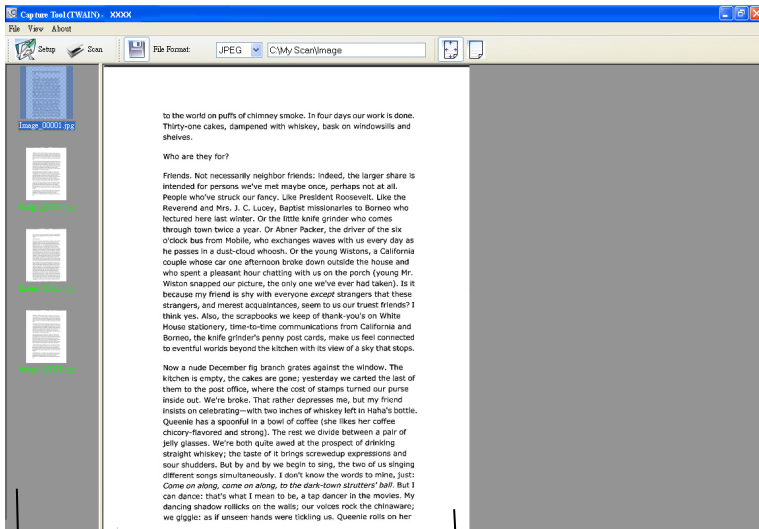 Capture Tool (TWAIN) - XXXX
File View About
Setup Scan File Format: JPEG C:\My Scan\Image
Image_00001.jpg
to the world on puffs of chimney smoke. In four days our work is done.
Thirty-one cakes, dampened with whiskey, bask on windowsills and
shelves.
Who are they for?
Friends. Not necessarily neighbor friends: indeed, the larger share is
intended for persons we've met maybe once, perhaps not at all.
People who've struck our fancy. Like President Roosevelt. Like the
Reverend and Mrs. J. C. Lucey, Baptist missionaries to Borneo who
lectured here last winter. Or the little knife grinder who comes
through town twice a year. Or Abner Packer, the driver of the six
o'clock bus from Mobile, who exchanges waves with us every day as
he passes in a dust-cloud whoosh. Or the young Wistons, a California
couple whose car one afternoon broke down outside the house and
who spent a pleasant hour chatting with us on the porch (young Mr.
Wiston snapped our picture, the only one we've ever had taken). Is it
because my friend is shy with everyone except strangers that these
strangers, and merest acquaintances, seem to us our truest friends? I
think yes. Also, the scrapbooks we keep of thank-you's on White
House stationery, time-to-time communications from California and
Borneo, the knife grinder's penny post cards, make us feel connected
to eventful worlds beyond the kitchen with its view of a sky that stops.
Now a nude December fig branch grates against the window. The
kitchen is empty, the cakes are gone; yesterday we carted the last of
them to the post office, where the cost of stamps turned our purse
inside out. We're broke. That rather depresses me, but my friend
insists on celebrating—with two inches of whiskey left in Haha's bottle.
Queenie has a spoonful in a bowl of coffee (she likes her coffee
chicory-flavored and strong). The rest we divide between a pair of
jelly glasses. We're both quite awed at the prospect of drinking
straight whiskey; the taste of it brings screwedup expressions and
sour shudders. But by and by we begin to sing, the two of us singing
different songs simultaneously. I don't know the words to mine, just:
Come on along, come on along, to the dark-town strutters' ball. But I
can dance: that's what I mean to be, a tap dancer in the movies. My
dancing shadow rollicks on the walls; our voices rock the chinaware;
we giggle: as if unseen hands were tickling us. Queenie rolls on her